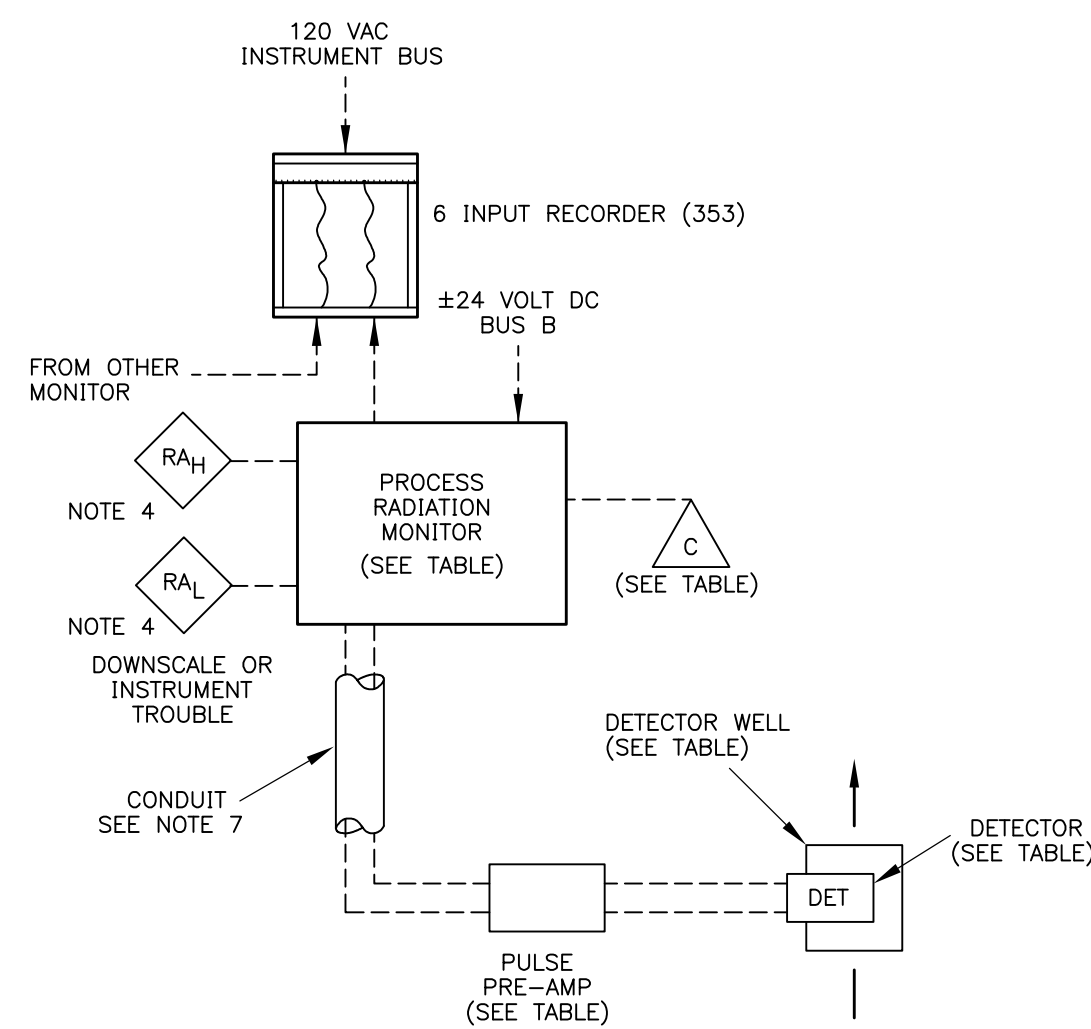 120 VAC
INSTRUMENT BUS
6 INPUT RECORDER (353)
±24 VOLT DC
BUS B
FROM OTHER
MONITOR
RAH
NOTE 4
PROCESS
RADIATION
MONITOR
(SEE TABLE)
C
(SEE TABLE)
RAL
NOTE 4
DOWNSCALE OR
INSTRUMENT
TROUBLE
DETECTOR WELL
(SEE TABLE)
CONDUIT
SEE NOTE 7
DETECTOR
(SEE TABLE)
DET
PULSE
PRE-AMP
(SEE TABLE)